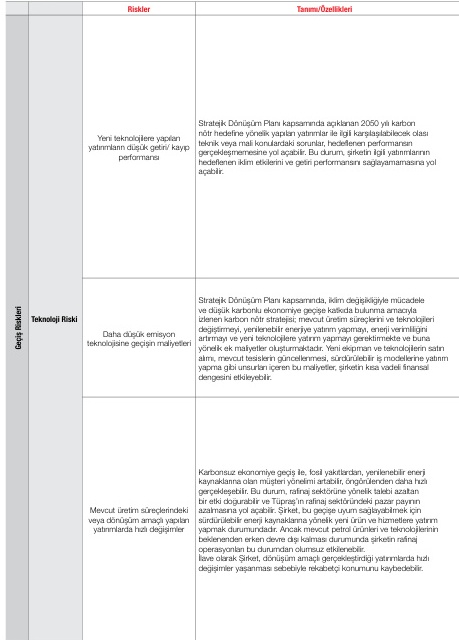 Riskler
Tanımı/Özellikleri
Geçiş Riskleri
Teknoloji Riski
Yeni teknolojilere yapılan
yatırımların düşük getiri/ kayıp
performansı
Stratejik Dönüşüm Planı kapsamında açıklanan 2050 yılı karbon
nötr hedefine yönelik yapılan yatırımlar ile ilgili karşılaşılabilecek olası
teknik veya mali konulardaki sorunlar, hedeflenen performansın
gerçekleşmemesine yol açabilir. Bu durum, şirketin ilgili yatırımlarının
hedeflenen iklim etkilerini ve getiri performansını sağlayamamasına yol
açabilir.
Daha düşük emisyon
teknolojisine geçişin maliyetleri
Stratejik Dönüşüm Planı kapsamında, iklim değişikliğiyle mücadele
ve düşük karbonlu ekonomiye geçişe katkıda bulunma amacıyla
izlenen karbon nötr stratejisi; mevcut üretim süreçlerini ve teknolojileri
değiştirmeyi, yenilenebilir enerjiye yatırım yapmayı, enerji verimliliğini
artırmayı ve yeni teknolojilere yatırım yapmayı gerektirmekte ve buna
yönelik ek maliyetler oluşturmaktadır. Yeni ekipman ve teknolojilerin satın
alımı, mevcut tesislerin güncellenmesi, sürdürülebilir iş modellerine yatırım
yapma gibi unsurları içeren bu maliyetler, şirketin kısa vadeli finansal
dengesini etkileyebilir.
Mevcut üretim süreçlerindeki
veya dönüşüm amaçlı yapılan
yatırımlarda hızlı değişimler
Karbonsuz ekonomiye geçiş ile, fosil yakıtlardan, yenilenebilir enerji
kaynaklarına olan müşteri yönelimi artabilir, öngörülenden daha hızlı
gerçekleşebilir. Bu durum, rafinaj sektörüne yönelik talebi azaltan
bir etki doğurabilir ve Tüpraş'ın rafinaj sektöründeki pazar payının
azalmasına yol açabilir. Şirket, bu geçişe uyum sağlayabilmek için
sürdürülebilir enerji kaynaklarına yönelik yeni ürün ve hizmetlere yatırım
yapmak durumundadır. Ancak mevcut petrol ürünleri ve teknolojilerinin
beklenenden erken devre dışı kalması durumunda şirketin rafinaj
operasyonları bu durumdan olumsuz etkilenebilir.
İlave olarak Şirket, dönüşüm amaçlı gerçekleştirdiği yatırımlarda hızlı
değişimler yaşanması sebebiyle rekabetçi konumunu kaybedebilir.